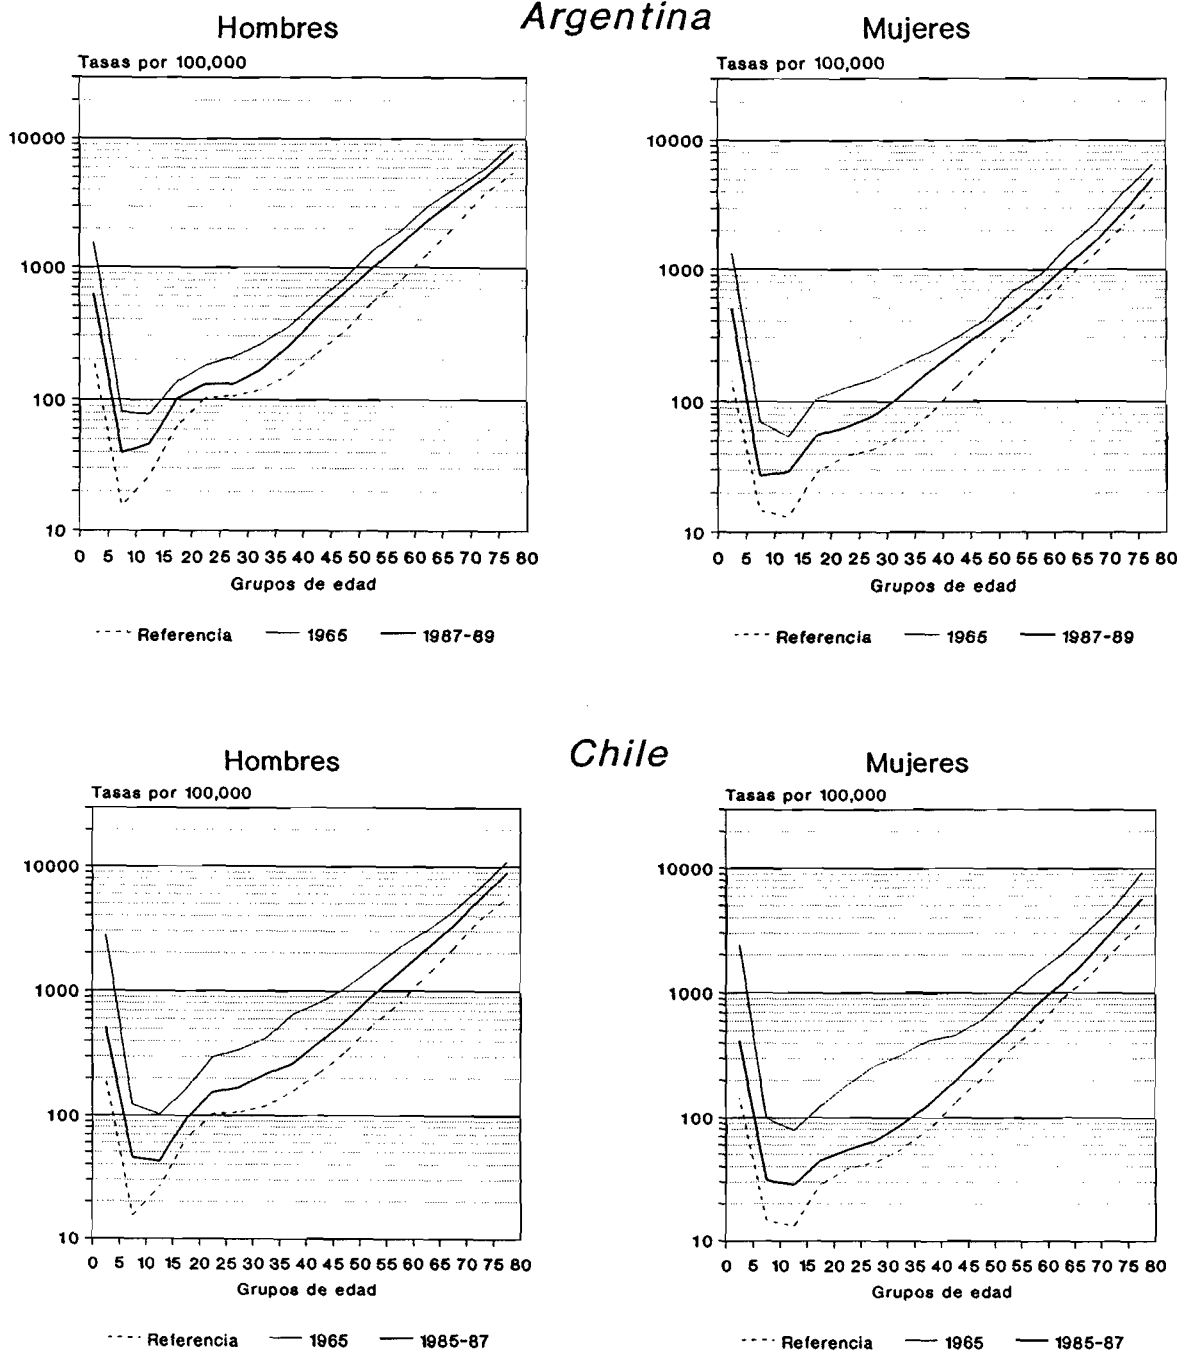 Argentina
Hombres
Tasas por 100,000
10000
1000
100
10
0 5 10 15 20 25 30 35 40 45 50 55 60 65 70 75 80
Grupos de edad
Referencia 1965 1987-89
Mujeres
Tasas por 100,000
10000
1000
100
10
0 5 10 15 20 25 30 35 40 45 50 55 60 65 70 75 80
Grupos de edad
Referencia 1965 1987-89
Chile
Hombres
Tasas por 100,000
10000
1000
100
10
0 5 10 15 20 25 30 35 40 45 50 55 60 65 70 75 80
Grupos de edad
Referencia 1965 1985-87
Mujeres
Tasas por 100,000
10000
1000
100
10
0 5 10 15 20 25 30 35 40 45 50 55 60 65 70 75 80
Grupos de edad
Referencia 1965 1985-87